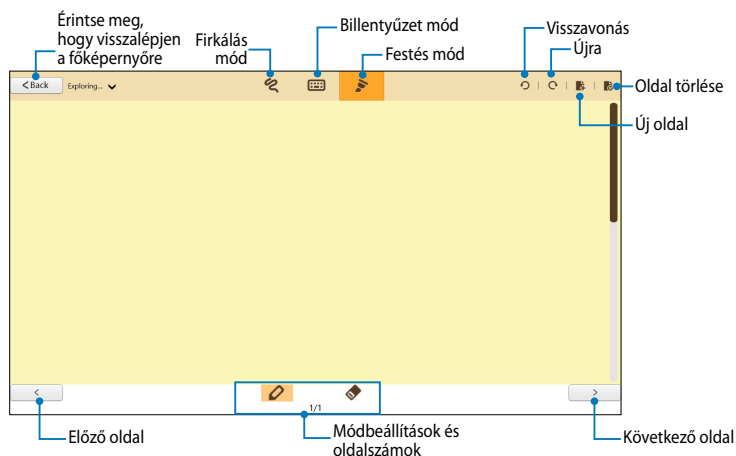 Érintse meg,
hogy visszalépjen
a főképernyőre
Firkálás
mód
Billentyűzet mód
Festés mód
Visszavonás
Újra
< Back
Exploring...
Oldal törlése
Új oldal
<
1/1
>
Előző oldal
Módbeállítások és
oldalszámok
Következő oldal